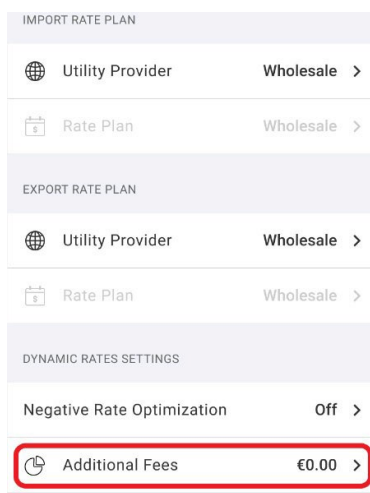 IMPORT RATE PLAN
Utility Provider Wholesale >
Rate Plan Wholesale >
EXPORT RATE PLAN
Utility Provider Wholesale >
Rate Plan Wholesale >
DYNAMIC RATES SETTINGS
Negative Rate Optimization Off >
Additional Fees €0.00 >